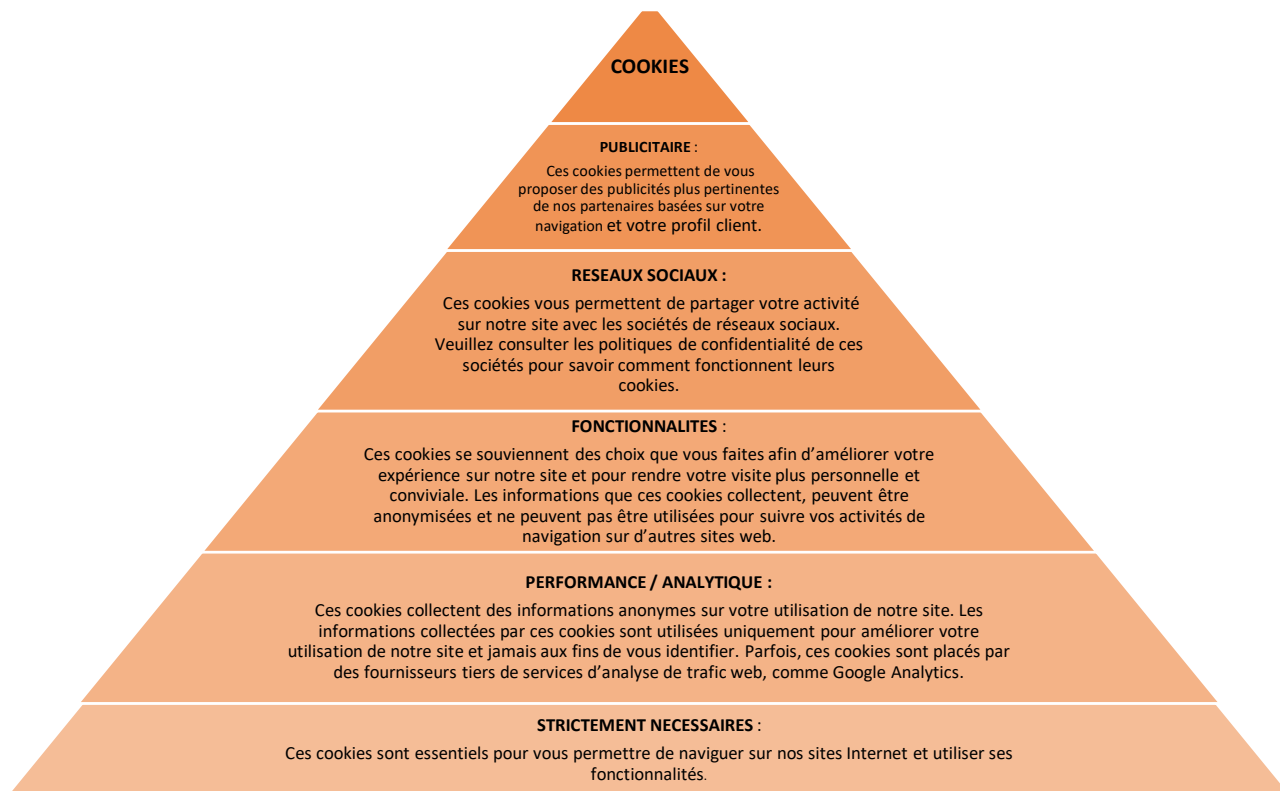 COOKIES
PUBLICITAIRE :
Ces cookies permettent de vous
proposer des publicités plus pertinentes
de nos partenaires basées sur votre
navigation et votre profil client.
RESEAUX SOCIAUX :
Ces cookies vous permettent de partager votre activité
sur notre site avec les sociétés de réseaux sociaux.
Veuillez consulter les politiques de confidentialité de ces
sociétés pour savoir comment fonctionnent leurs
cookies.
FONCTIONNALITES :
Ces cookies se souviennent des choix que vous faites afin d’améliorer votre
expérience sur notre site et pour rendre votre visite plus personnelle et
conviviale. Les informations que ces cookies collectent, peuvent être
anonymisées et ne peuvent pas être utilisées pour suivre vos activités de
navigation sur d’autres sites web.
PERFORMANCE / ANALYTIQUE :
Ces cookies collectent des informations anonymes sur votre utilisation de notre site. Les
informations collectées par ces cookies sont utilisées uniquement pour améliorer votre
utilisation de notre site et jamais aux fins de vous identifier. Parfois, ces cookies sont placés par
des fournisseurs tiers de services d’analyse de trafic web, comme Google Analytics.
STRICTEMENT NECESSAIRES :
Ces cookies sont essentiels pour vous permettre de naviguer sur nos sites Internet et utiliser ses
fonctionnalités.